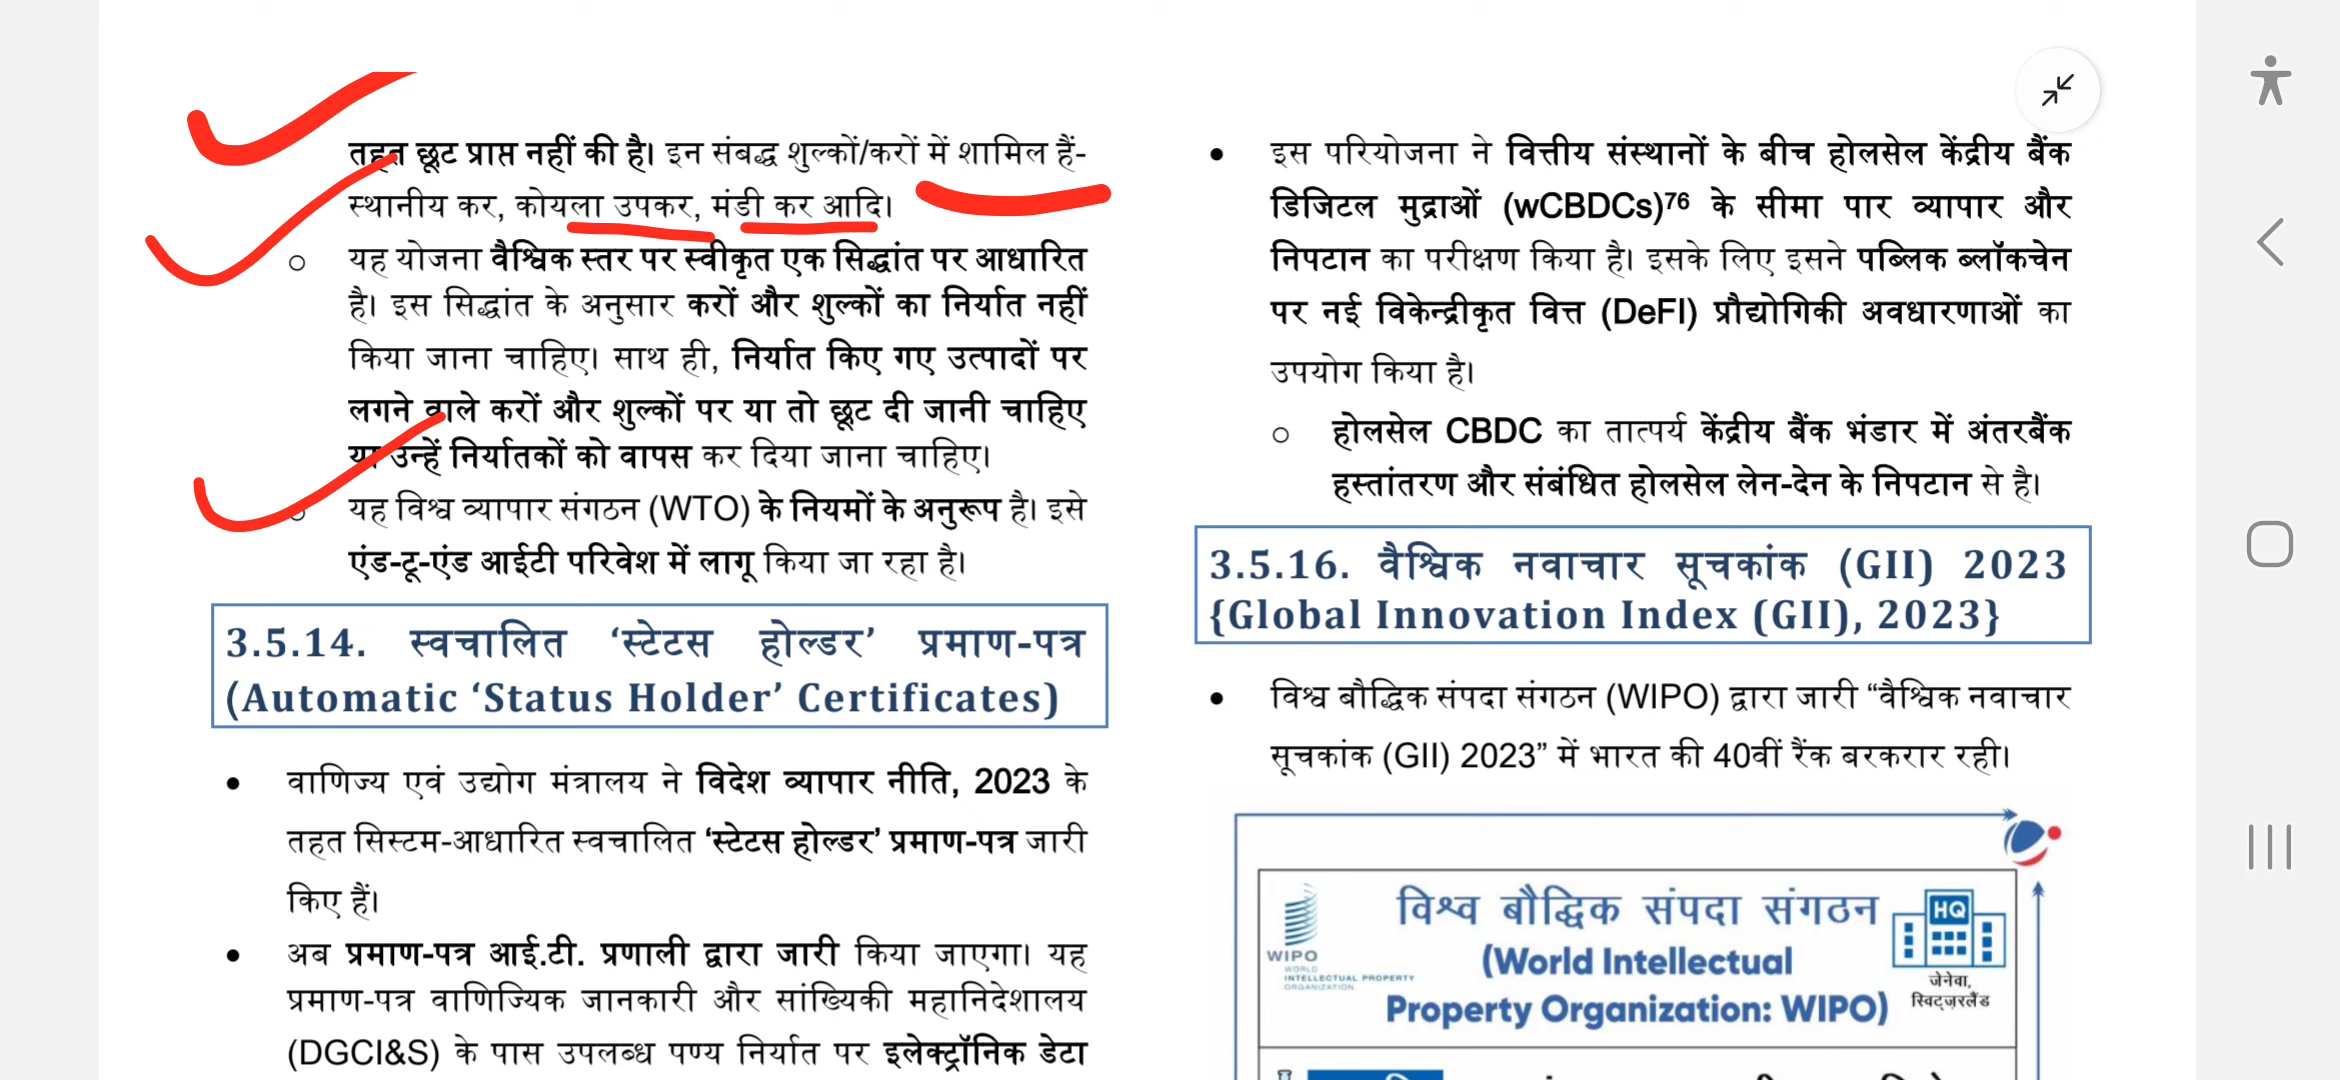 तहत छूट प्राप्त नहीं की है। इन संबद्ध शुल्कों/करों में शामिल हैं-
स्थानीय कर, कोयला उपकर, मंडी कर आदि।
○ यह योजना वैश्विक स्तर पर स्वीकृत एक सिद्धांत पर आधारित
है। इस सिद्धांत के अनुसार करों और शुल्कों का निर्यात नहीं
किया जाना चाहिए। साथ ही, निर्यात किए गए उत्पादों पर
लगने वाले करों और शुल्कों पर या तो छूट दी जानी चाहिए
या उन्हें निर्यातकों को वापस कर दिया जाना चाहिए।
○ यह विश्व व्यापार संगठन (WTO) के नियमों के अनुरूप है। इसे
एंड-टू-एंड आईटी परिवेश में लागू किया जा रहा है।
3.5.14. स्वचालित ‘स्टेटस होल्डर’ प्रमाण-पत्र
(Automatic ‘Status Holder’ Certificates)
• वाणिज्य एवं उद्योग मंत्रालय ने विदेश व्यापार नीति, 2023 के
तहत सिस्टम-आधारित स्वचालित ‘स्टेटस होल्डर’ प्रमाण-पत्र जारी
किए हैं।
• अब प्रमाण-पत्र आई.टी. प्रणाली द्वारा जारी किया जाएगा। यह
प्रमाण-पत्र वाणिज्यिक जानकारी और सांख्यिकी महानिदेशालय
(DGCI&S) के पास उपलब्ध पण्य निर्यात पर इलेक्ट्रॉनिक डेटा
• इस परियोजना ने वित्तीय संस्थानों के बीच होलसेल केंद्रीय बैंक
डिजिटल मुद्राओं (wCBDCs)⁷⁶ के सीमा पार व्यापार और
निपटान का परीक्षण किया है। इसके लिए इसने पब्लिक ब्लॉकचेन
पर नई विकेन्द्रीकृत वित्त (DeFI) प्रौद्योगिकी अवधारणाओं का
उपयोग किया है।
○ होलसेल CBDC का तात्पर्य केंद्रीय बैंक भंडार में अंतरबैंक
हस्तांतरण और संबंधित होलसेल लेन-देन के निपटान से है।
3.5.16. वैश्विक नवाचार सूचकांक (GII) 2023
{Global Innovation Index (GII), 2023}
• विश्व बौद्धिक संपदा संगठन (WIPO) द्वारा जारी “वैश्विक नवाचार
सूचकांक (GII) 2023” में भारत की 40वीं रैंक बरकरार रही।
WIPO
WORLD
INTELLECTUAL PROPERTY
ORGANIZATION
विश्व बौद्धिक संपदा संगठन
(World Intellectual
Property Organization: WIPO)
HQ
जेनेवा,
स्विट्ज़रलैंड